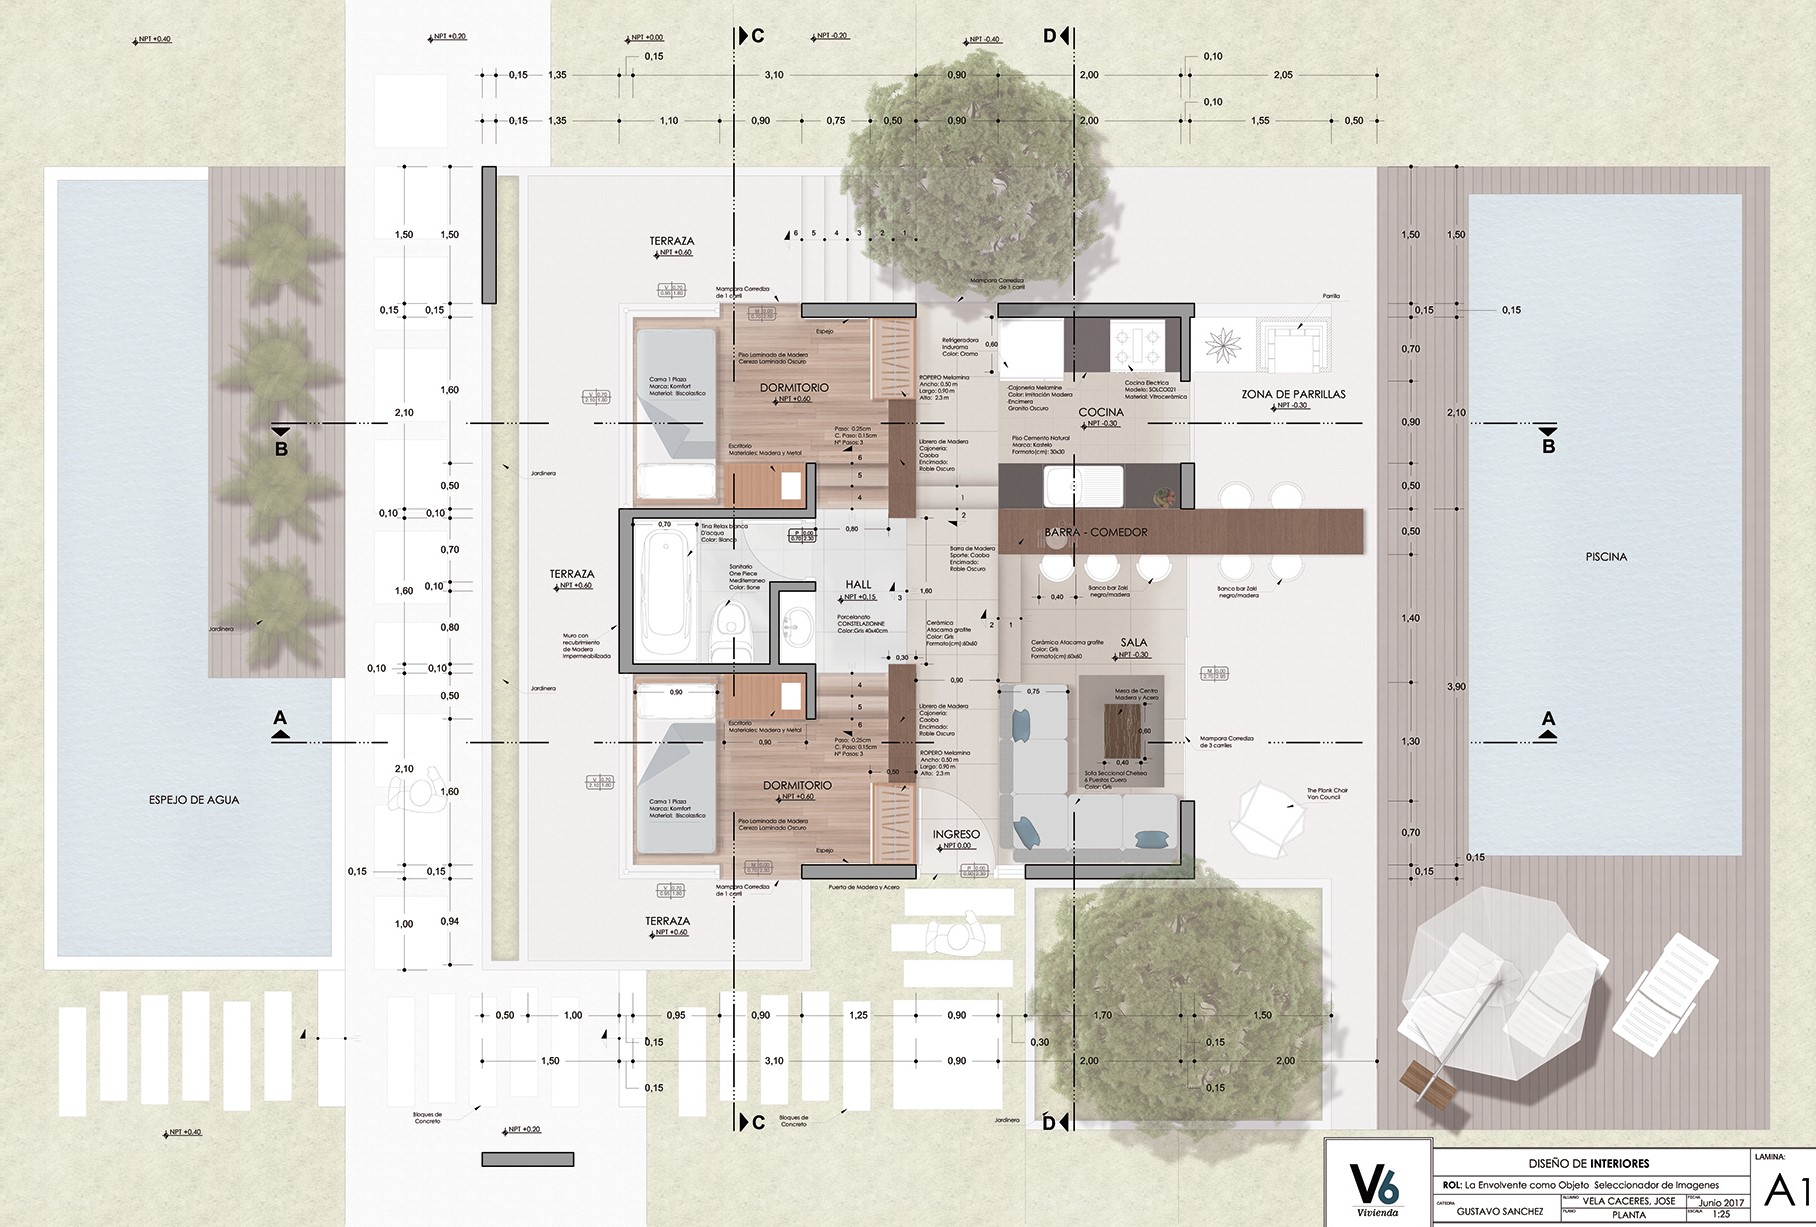 NPT +0.40
NPT +0.20
NPT +0.00
C
NPT -0.20
NPT -0.40
D
0,15
0,10
0,15
1,35
3,10
0,90
2,00
2,05
0,10
0,15
1,35
1,10
0,90
0,75
0,50
0,90
2,00
1,55
0,50
1,50
1,50
TERRAZA
NPT +0.60
6
5
4
3
2
1
1,50
1,50
Mampara Corrediza
de 1 carril
Mampara Corrediza
de 1 carril
Parrilla
0,15
0,15
0,15
0,15
Espejo
Refrigeradora
Indurama
Color: Cromo
0,60
0,70
Piso Laminado de Madera
Cereza Laminado Oscuro
Cama 1 Plaza
Marca: Komfort
Material: Biscolastico
DORMITORIO
NPT +0.60
ROPERO Melamina
Ancho: 0.50 m
Largo: 0.90 m
Alto: 2.3 m
Cajoneria Melamine
Color: Imitación Madera
Encimera
Granito Oscuro
Cocina Electrica
Modelo: SOLCO021
Material: Vitrocerámica
COCINA
NPT -0.30
ZONA DE PARRILLAS
NPT -0.30
1,60
2,10
0,90
2,10
B
B
Paso: 0.25cm
C. Paso: 0.15cm
Nº Pasos: 3
Escritorio
Materiales: Madera y Metal
Librero de Madera
Cajoneria:
Caoba
Encimado:
Roble Oscuro
Piso Cemento Natural
Marca: Kastelo
Formato(cm): 30x30
6
5
4
1
2
Jardinera
0,50
0,50
0,10
0,10
0,50
0,70
Tina Relax blanca
D'acqua
Color: Blanco
0,80
BARRA - COMEDOR
Barra de Madera
Sporte: Caoba
Encimado:
Roble Oscuro
0,70
PISCINA
TERRAZA
NPT +0.60
Sanitario
One Piece
Mediterraneo
Color: Bone
HALL
NPT +0.15
3
1,60
0,40
Banco bar Zaki
negro/madera
Banco bar Zaki
negro/madera
1,60
0,10
Porcelanato
CONSTELAZIONNE
Color:Gris 40x40cm
Cerámica
Atacama grafite
Color: Gris
Formato(cm):60x60
2
1
1,40
Jardinera
0,80
Muro con
recubrimiento
de Madera
Impermeabilizada
Cerámica Atacama grafite
Color: Gris
Formato(cm):60x60
SALA
NPT -0.30
0,30
0,10
0,10
0,90
0,90
0,75
4
5
6
Jardinera
0,50
3,90
Mesa de Centro
Madera y Acero
Librero de Madera
Cajoneria:
Caoba
Encimado:
Roble Oscuro
A
A
Escritorio
Materiales: Madera y Metal
0,90
Paso: 0.25cm
C. Paso: 0.15cm
Nº Pasos: 3
0,60
Mampara Corrediza
de 3 carriles
1,30
ROPERO Melamina
Ancho: 0.50 m
Largo: 0.90 m
Alto: 2.3 m
0,50
0,40
Sofa Seccional Chelsea
6 Puestos Cuero
Color: Gris
2,10
1,60
ESPEJO DE AGUA
Cama 1 Plaza
Marca: Komfort
Material: Biscolastico
DORMITORIO
NPT +0.60
Piso Laminado de Madera
Cereza Laminado Oscuro
The Plank Chair
Von Council
INGRESO
NPT 0.00
0,70
Espejo
0,15
0,15
0,15
0,15
Mampara Corrediza
de 1 carril
Puerta de Madera y Acero
TERRAZA
NPT +0.60
1,00
0,94
0,50
1,00
0,95
0,90
1,25
0,90
1,70
1,50
0,15
0,30
0,15
1,50
3,10
0,90
2,00
2,00
0,15
0,15
Bloques de
Concreto
Bloques de
Concreto
Jardinera
NPT +0.40
NPT +0.20
C
D
V6
Vivienda
DISEÑO DE INTERIORES
LAMINA:
ROL: La Envolvente como Objeto Seleccionador de Imagenes
A1
CATEDRA
GUSTAVO SANCHEZ
ALUMNO
VELA CACERES, JOSE
FECHA
Junio 2017
PLANO
PLANTA
ESCALA
1:25